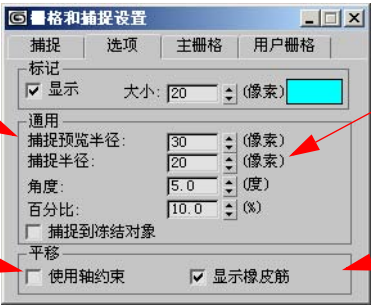 栅格和捕捉设置
捕捉 选项 主栅格 用户栅格
标记
显示 大小: 20 (像素)
通用
捕捉预览半径: 30 (像素)
捕捉半径: 20 (像素)
角度: 5.0 (度)
百分比: 10.0 (%)
捕捉到冻结对象
平移
使用轴约束 显示橡皮筋